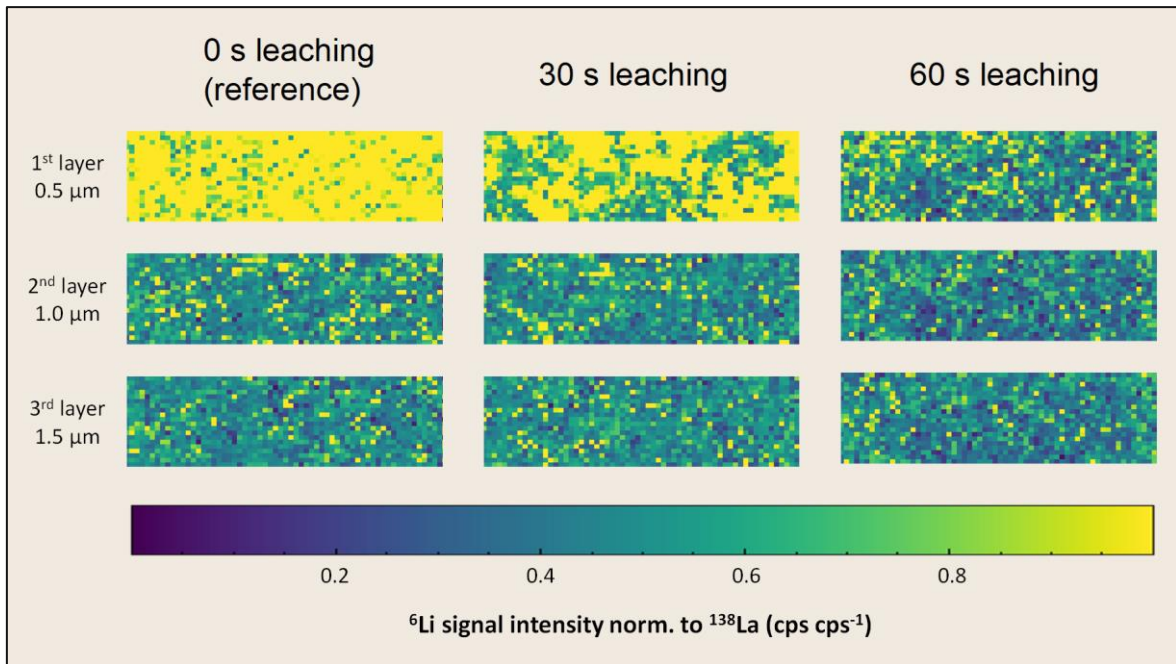 0 s leaching
(reference)
30 s leaching
60 s leaching
1st layer
0.5 µm
2nd layer
1.0 µm
3rd layer
1.5 µm
0.2 0.4 0.6 0.8
⁶Li signal intensity norm. to ¹³⁸La (cps cps⁻¹)